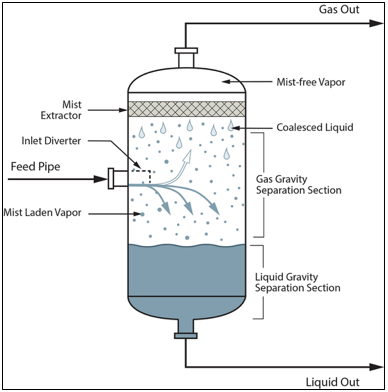 Gas Out
Mist-free Vapor
Mist
Extractor
Coalesced Liquid
Inlet Diverter
Feed Pipe
Gas Gravity
Separation Section
Mist Laden Vapor
Liquid Gravity
Separation Section
Liquid Out